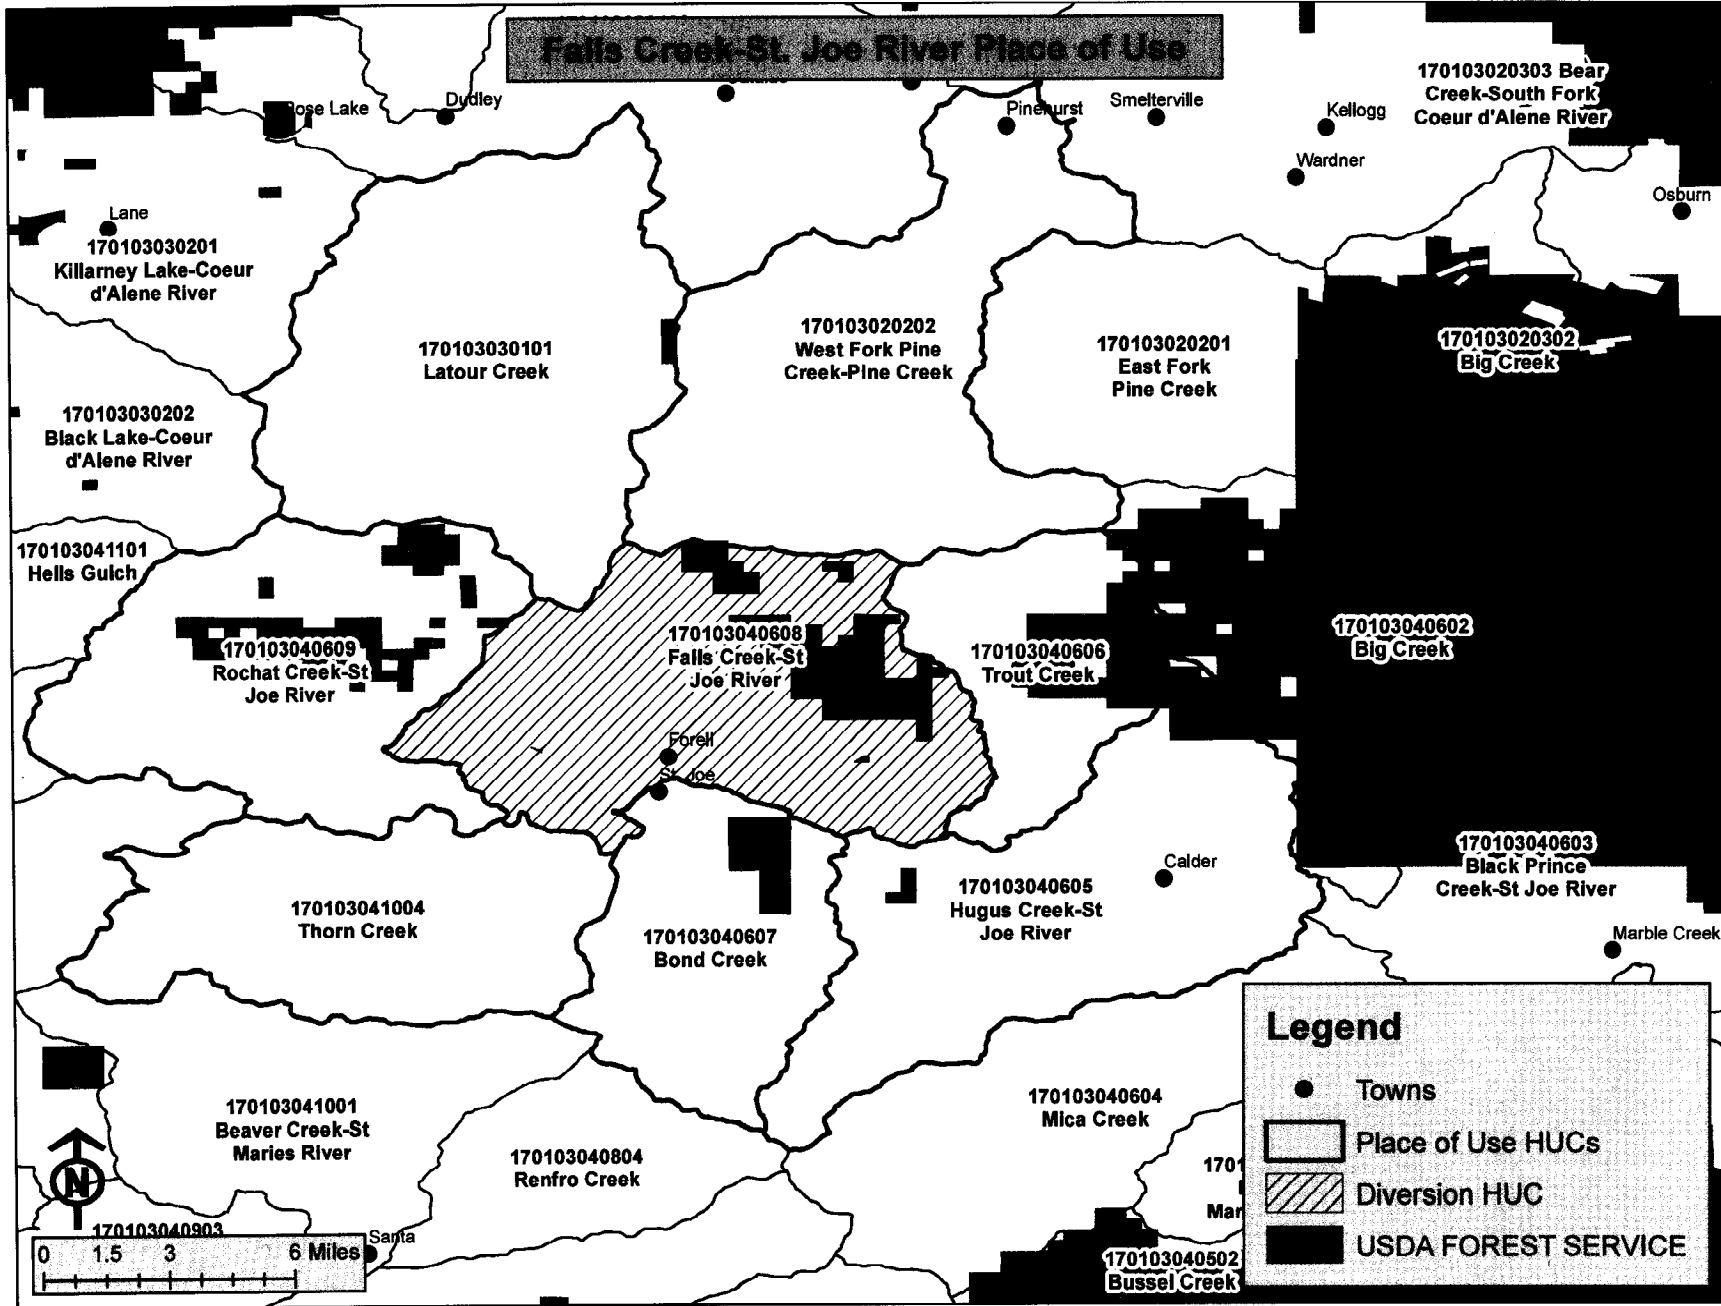 Falls Creek-St. Joe River Place of Use
170103020303 Bear
Creek-South Fork
Coeur d'Alene River
Dudley
Pinehurst
Smelterville
Kellogg
Wardner
Osburn
Lane
170103030201
Killarney Lake-Coeur
d'Alene River
170103030101
Latour Creek
170103020202
West Fork Pine
Creek-Pine Creek
170103020201
East Fork
Pine Creek
170103020302
Big Creek
170103030202
Black Lake-Coeur
d'Alene River
170103041101
Hells Gulch
170103040609
Rochat Creek-St
Joe River
170103040608
Falls Creek-St
Joe River
170103040606
Trout Creek
170103040602
Big Creek
Forell
St. Joe
170103040603
Black Prince
Creek-St Joe River
Calder
170103041004
Thorn Creek
170103040607
Bond Creek
170103040605
Hugus Creek-St
Joe River
Marble Creek
170103041001
Beaver Creek-St
Maries River
170103040804
Renfro Creek
170103040604
Mica Creek
1701
Mar
170103040502
Bussel Creek
170103040903
Santa
N
0 1.5 3 6 Miles
Legend
Towns
Place of Use HUCs
Diversion HUC
USDA FOREST SERVICE